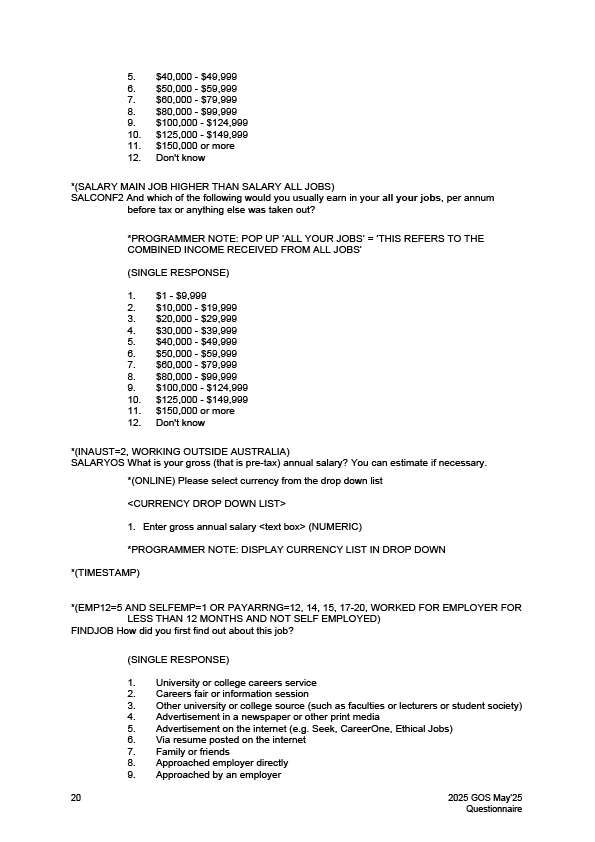 5. $40,000 - $49,999
6. $50,000 - $59,999
7. $60,000 - $79,999
8. $80,000 - $99,999
9. $100,000 - $124,999
10. $125,000 - $149,999
11. $150,000 or more
12. Don't know
*(SALARY MAIN JOB HIGHER THAN SALARY ALL JOBS)
SALCONF2 And which of the following would you usually earn in your all your jobs, per annum
before tax or anything else was taken out?
*PROGRAMMER NOTE: POP UP 'ALL YOUR JOBS' = 'THIS REFERS TO THE
COMBINED INCOME RECEIVED FROM ALL JOBS'
(SINGLE RESPONSE)
1. $1 - $9,999
2. $10,000 - $19,999
3. $20,000 - $29,999
4. $30,000 - $39,999
5. $40,000 - $49,999
6. $50,000 - $59,999
7. $60,000 - $79,999
8. $80,000 - $99,999
9. $100,000 - $124,999
10. $125,000 - $149,999
11. $150,000 or more
12. Don't know
*(INAUST=2, WORKING OUTSIDE AUSTRALIA)
SALARYOS What is your gross (that is pre-tax) annual salary? You can estimate if necessary.
*(ONLINE) Please select currency from the drop down list
<CURRENCY DROP DOWN LIST>
1. Enter gross annual salary <text box> (NUMERIC)
*PROGRAMMER NOTE: DISPLAY CURRENCY LIST IN DROP DOWN
*(TIMESTAMP)
*(EMP12=5 AND SELFEMP=1 OR PAYARRNG=12, 14, 15, 17-20, WORKED FOR EMPLOYER FOR
LESS THAN 12 MONTHS AND NOT SELF EMPLOYED)
FINDJOB How did you first find out about this job?
(SINGLE RESPONSE)
1. University or college careers service
2. Careers fair or information session
3. Other university or college source (such as faculties or lecturers or student society)
4. Advertisement in a newspaper or other print media
5. Advertisement on the internet (e.g. Seek, CareerOne, Ethical Jobs)
6. Via resume posted on the internet
7. Family or friends
8. Approached employer directly
9. Approached by an employer
20 2025 GOS May'25
Questionnaire